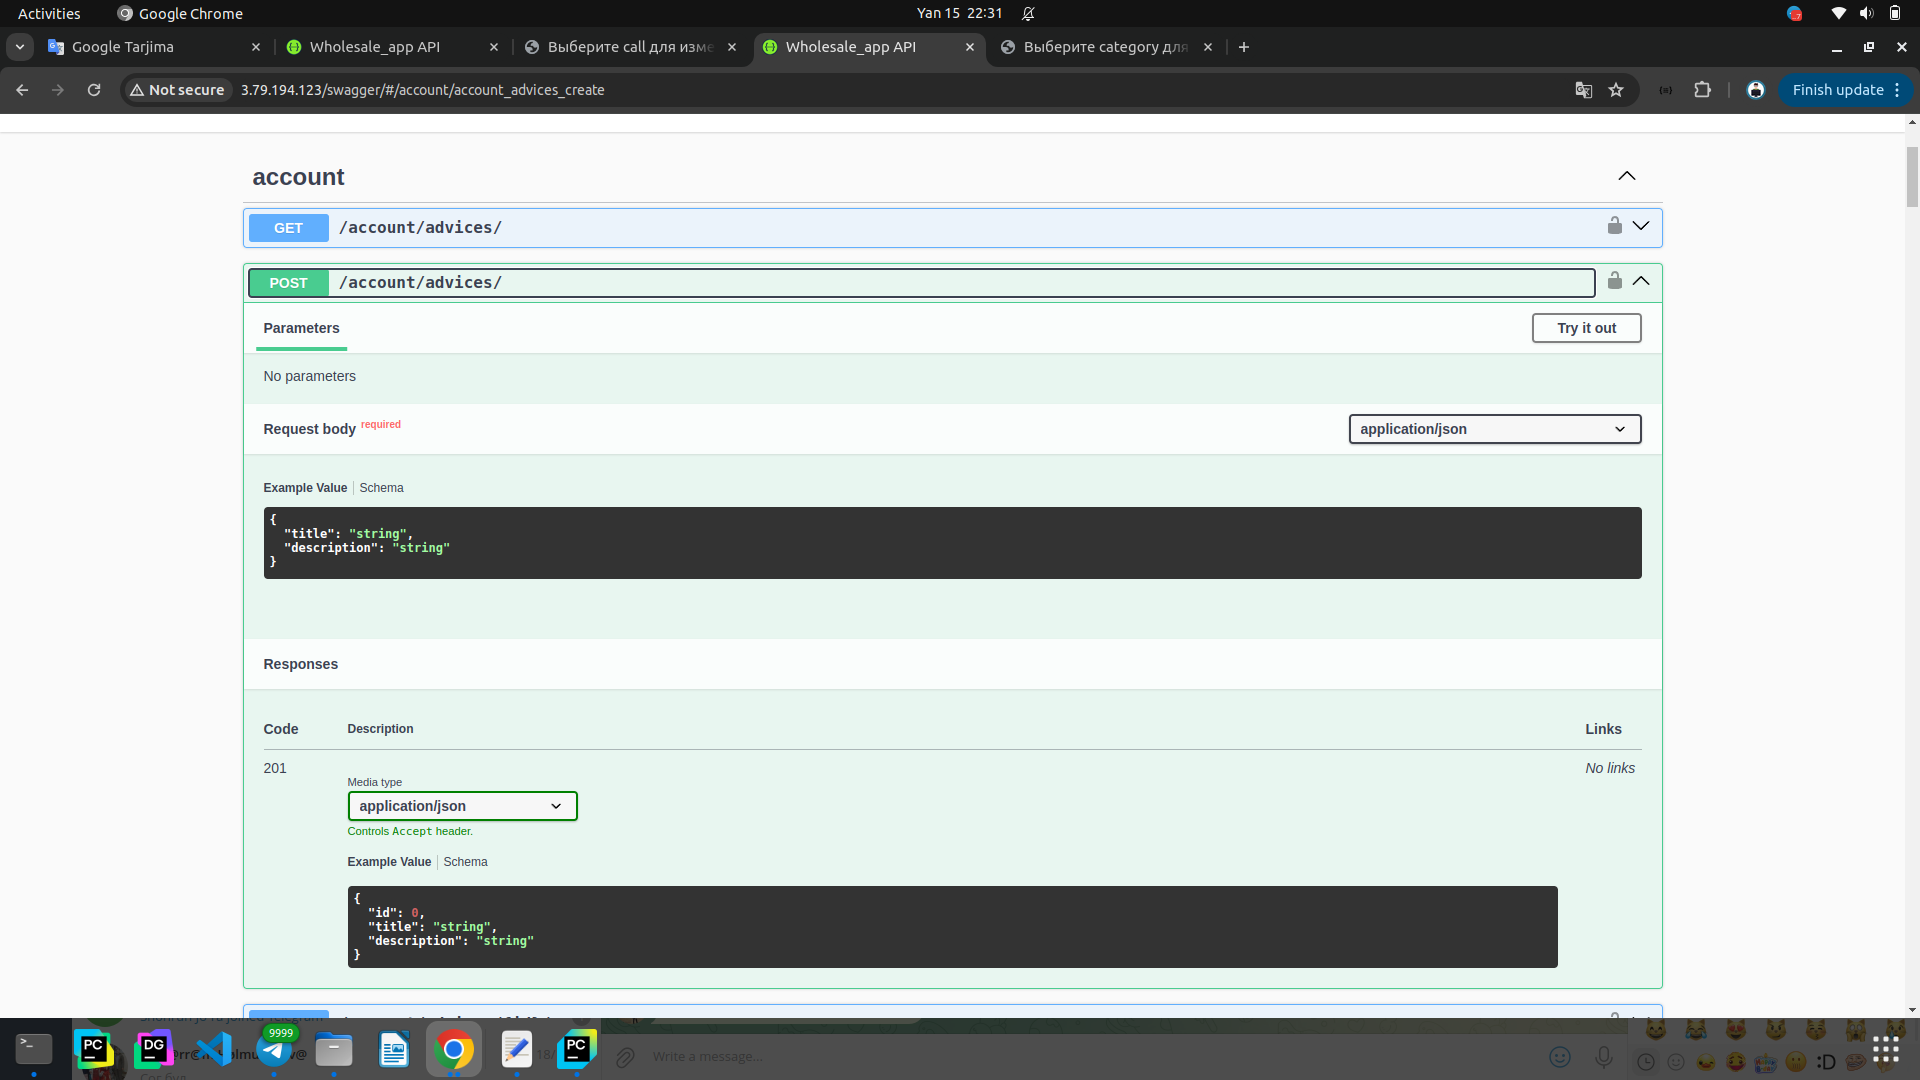 Activities
Google Chrome
Yan 15 22:31
Google Tarjima
Wholesale_app API
Выберите call для изме
Wholesale_app API
Выберите category для
Not secure
3.79.194.123/swagger/#/account/account_advices_create
Finish update
account
GET /account/advices/
POST /account/advices/
Parameters
Try it out
No parameters
Request body required
application/json
Example Value
Schema
{
"title": "string",
"description": "string"
}
Responses
Code
Description
Links
201
No links
Media type
application/json
Controls Accept header.
Example Value
Schema
{
"id": 0,
"title": "string",
"description": "string"
}
9999
PC
DG
PC
Write a message...
:D